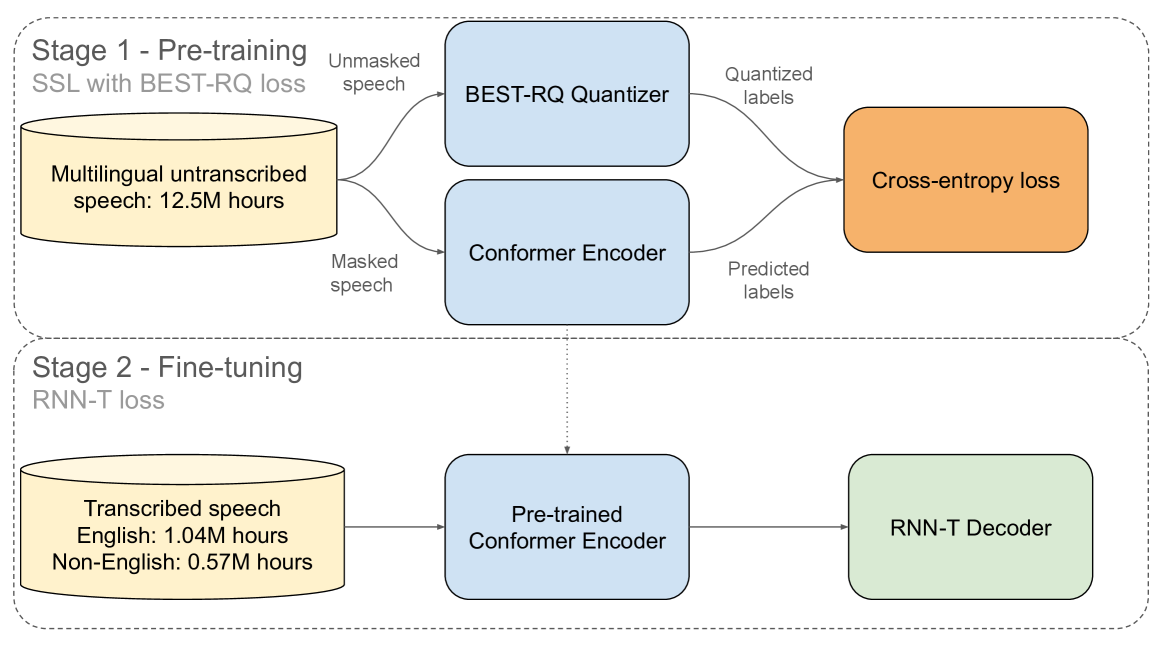 Stage 1 - Pre-training
SSL with BEST-RQ loss
Multilingual untranscribed
speech: 12.5M hours
Unmasked
speech
Masked
speech
BEST-RQ Quantizer
Conformer Encoder
Quantized
labels
Predicted
labels
Cross-entropy loss
Stage 2 - Fine-tuning
RNN-T loss
Transcribed speech
English: 1.04M hours
Non-English: 0.57M hours
Pre-trained
Conformer Encoder
RNN-T Decoder